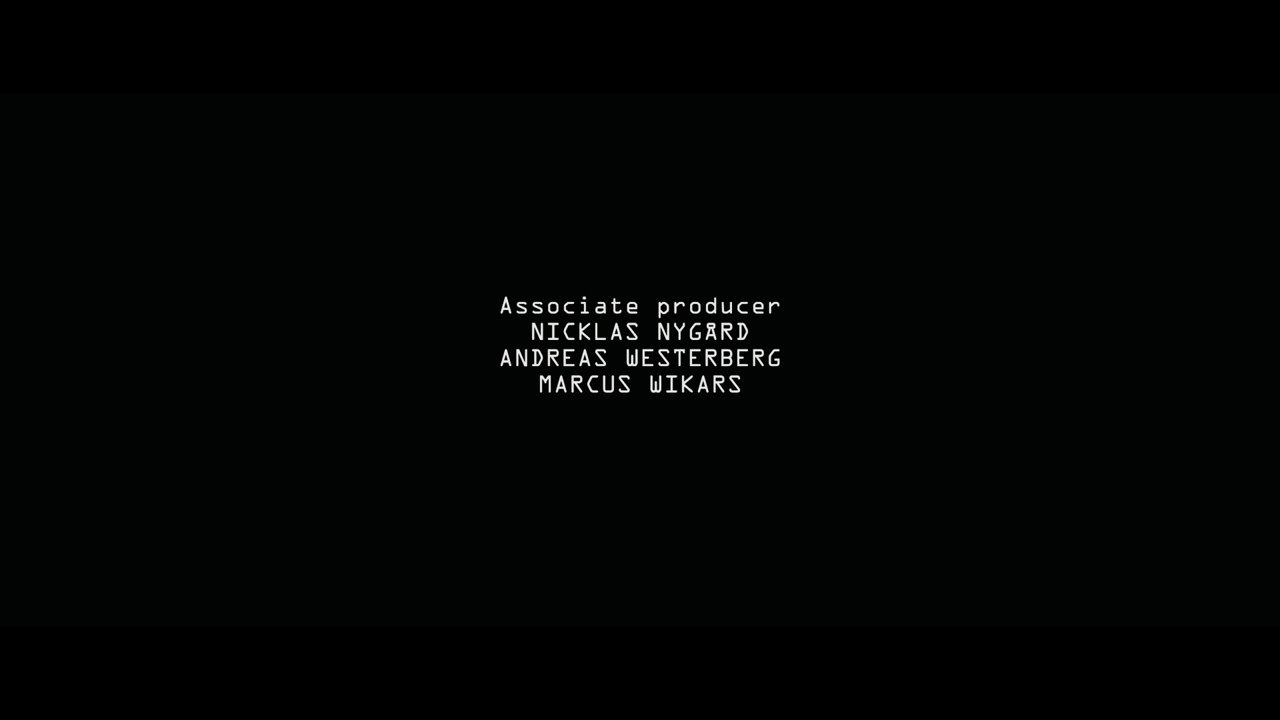 Associate producer
NICKLAS NYGÅRD
ANDREAS WESTERBERG
MARCUS WIKARS